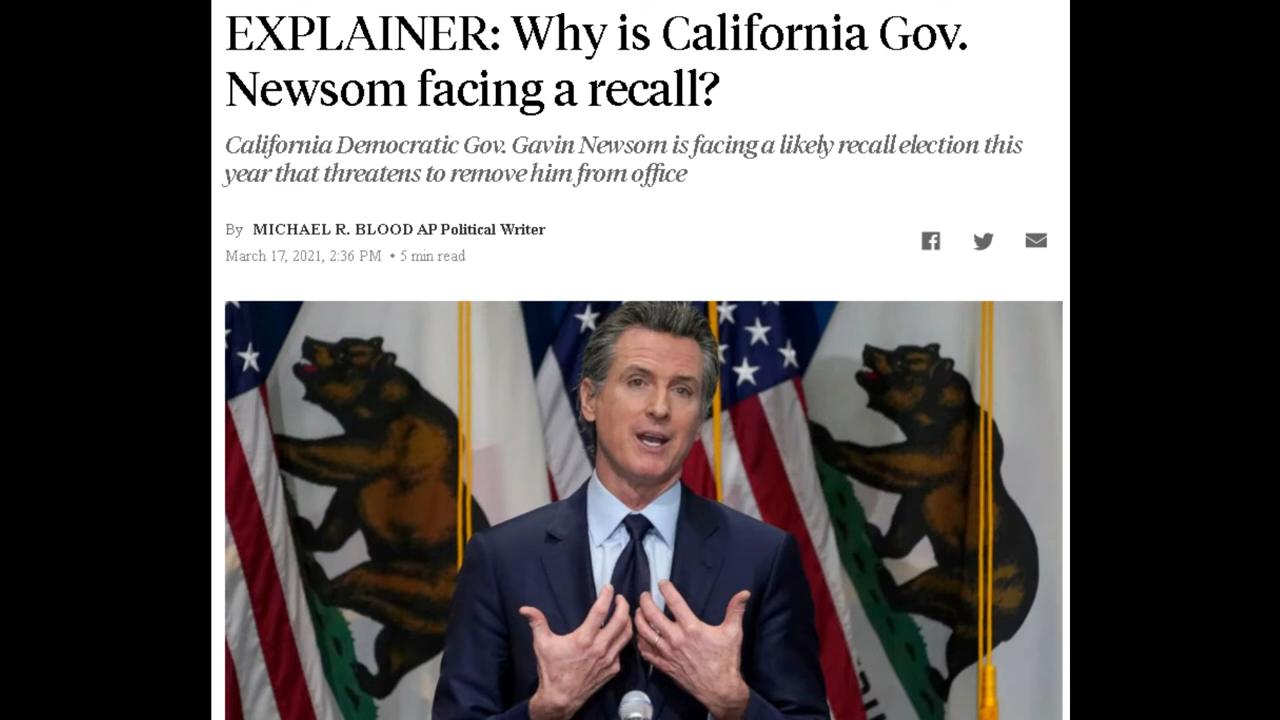 EXPLAINER: Why is California Gov.
Newsom facing a recall?
California Democratic Gov. Gavin Newsom is facing a likely recall election this
year that threatens to remove him from office
By MICHAEL R. BLOOD AP Political Writer
March 17, 2021, 2:36 PM • 5 min read